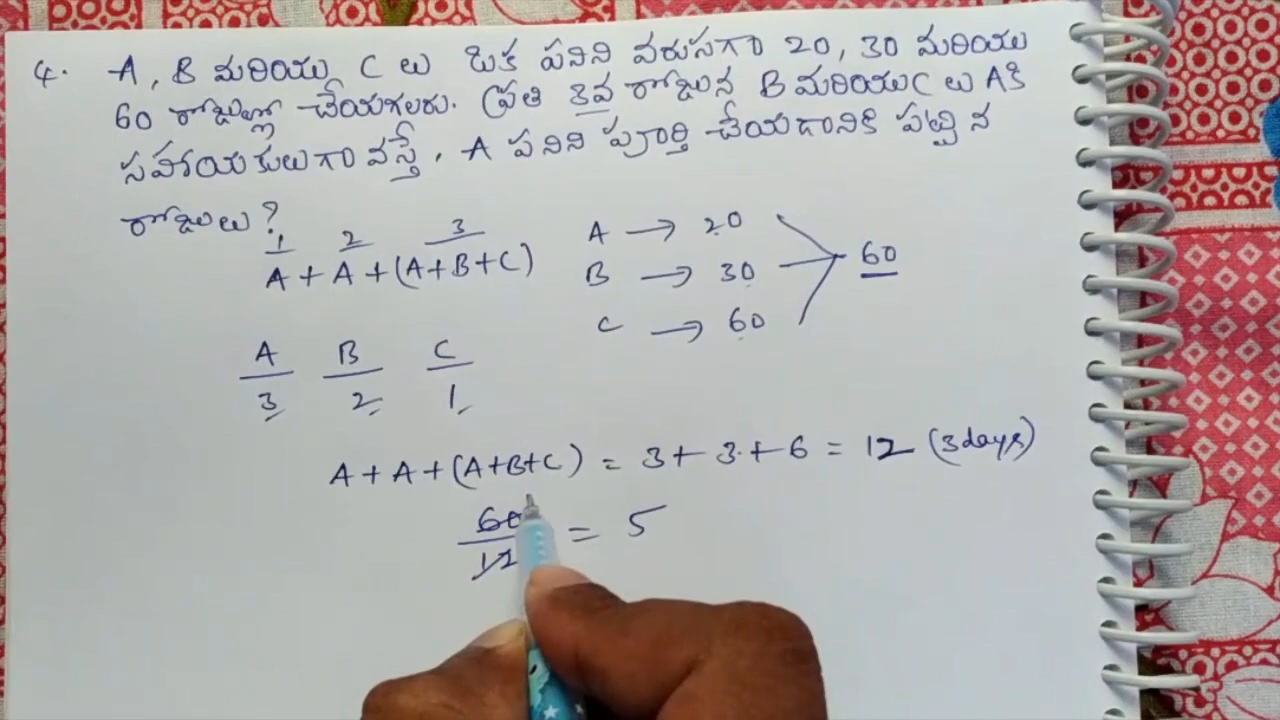 4. A, B మరియు C లు ఒక పనిని వరుసగా 20, 30 మరియు
60 రోజుల్లో చేయగలరు. ప్రతి 3వ రోజున B మరియు C లు A కి
సహాయకులుగా వస్తే, A పనిని పూర్తి చేయడానికి పట్టిన
రోజులు?
1 2 3
A + A + (A+B+C)
A → 20
B → 30
C → 60
60
A B C
3 2 1
A + A + (A+B+C) = 3 + 3 + 6 = 12 (3days)
60
12
= 5